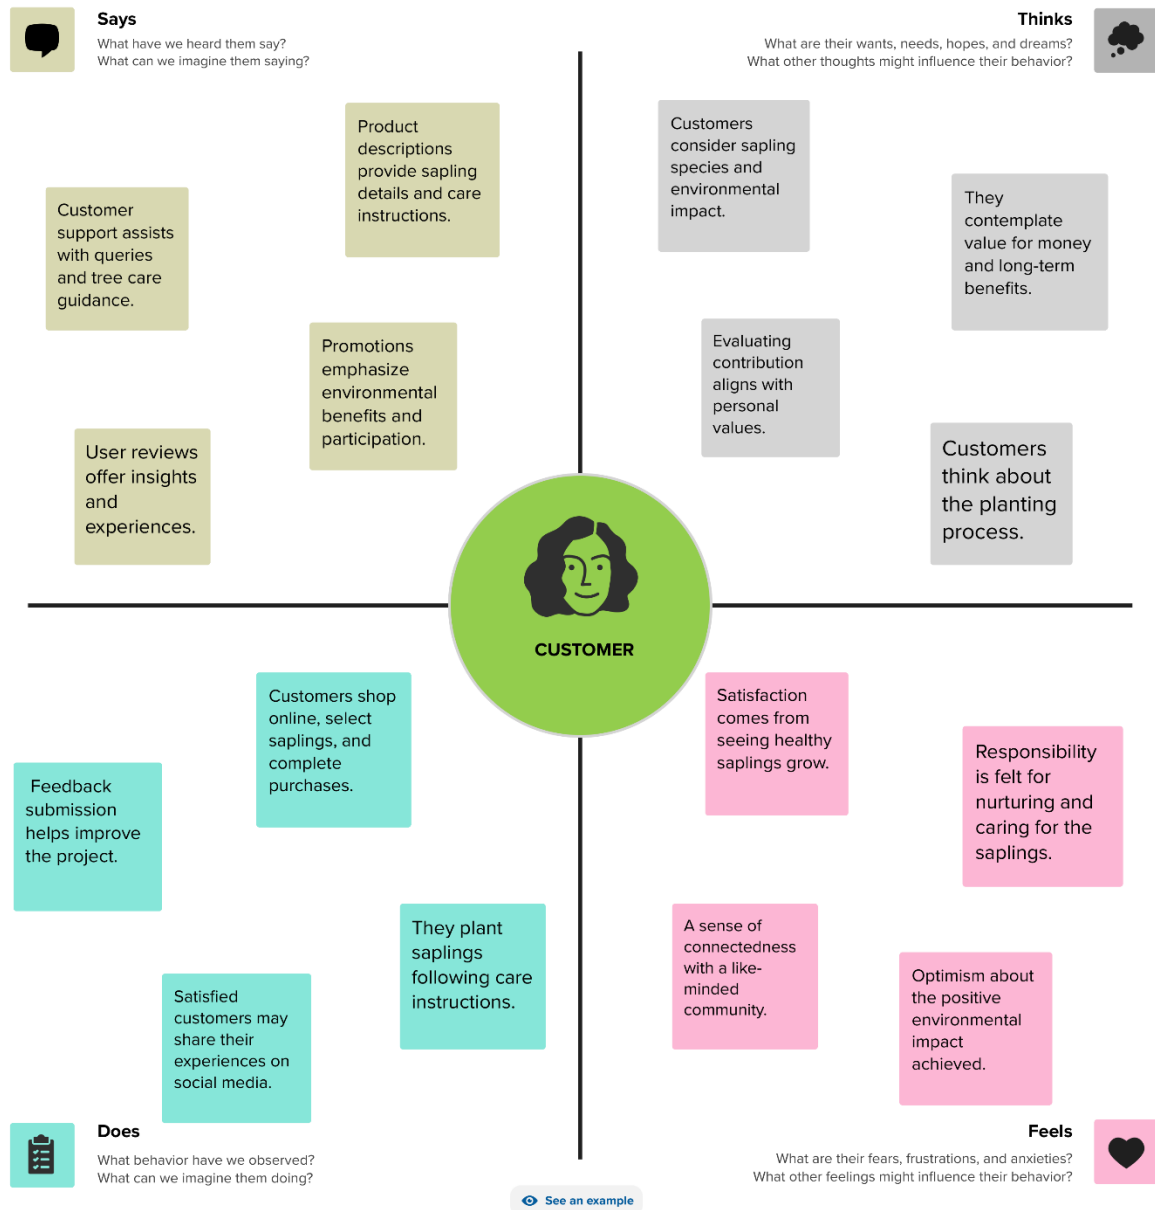 Says
What have we heard them say?
What can we imagine them saying?
Thinks
What are their wants, needs, hopes, and dreams?
What other thoughts might influence their behavior?
Product
descriptions
provide sapling
details and care
instructions.
Customer
support assists
with queries
and tree care
guidance.
Promotions
emphasize
environmental
benefits and
participation.
User reviews
offer insights
and
experiences.
Customers
consider sapling
species and
environmental
impact.
They
contemplate
value for money
and long-term
benefits.
Evaluating
contribution
aligns with
personal
values.
Customers
think about
the planting
process.
CUSTOMER
Customers shop
online, select
saplings, and
complete
purchases.
Feedback
submission
helps improve
the project.
They plant
saplings
following care
instructions.
Satisfied
customers may
share their
experiences on
social media.
Satisfaction
comes from
seeing healthy
saplings grow.
Responsibility
is felt for
nurturing and
caring for the
saplings.
A sense of
connectedness
with a like-
minded
community.
Optimism about
the positive
environmental
impact
achieved.
Does
What behavior have we observed?
What can we imagine them doing?
Feels
What are their fears, frustrations, and anxieties?
What other feelings might influence their behavior?
See an example